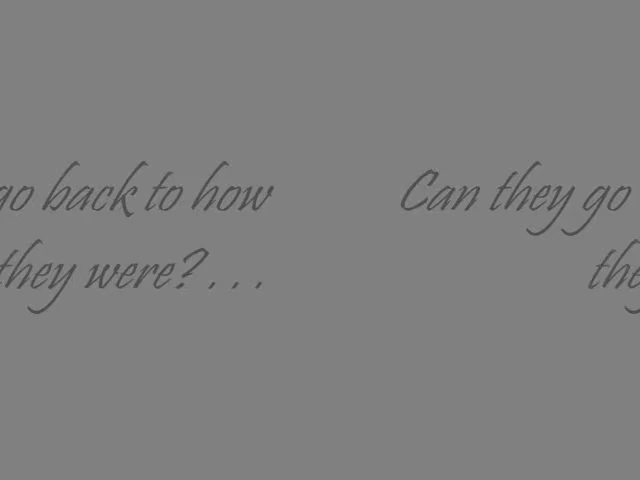 go back to how
they were? . . .
Can they go
the